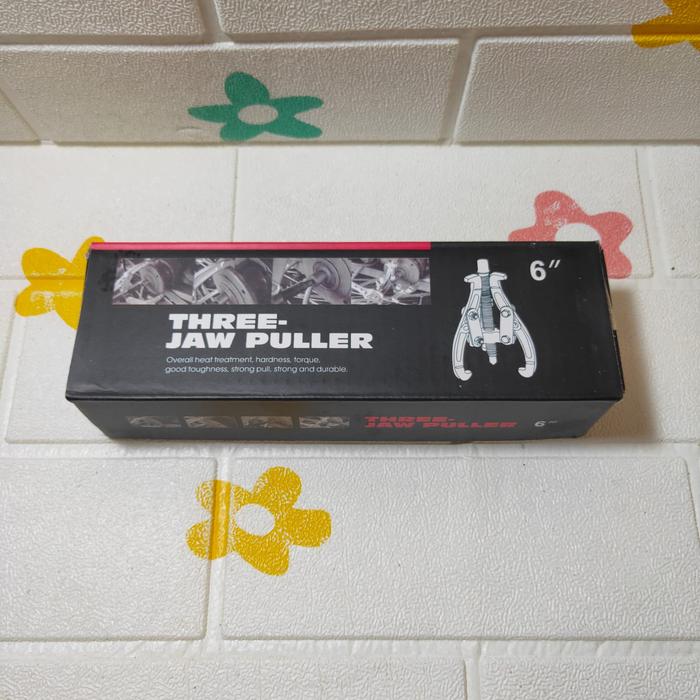 6"
THREE-
JAW PULLER
Overall heat treatment, hardness, torque,
good toughness, strong pull, strong and durable.
THREE-
JAW PULLER
6"